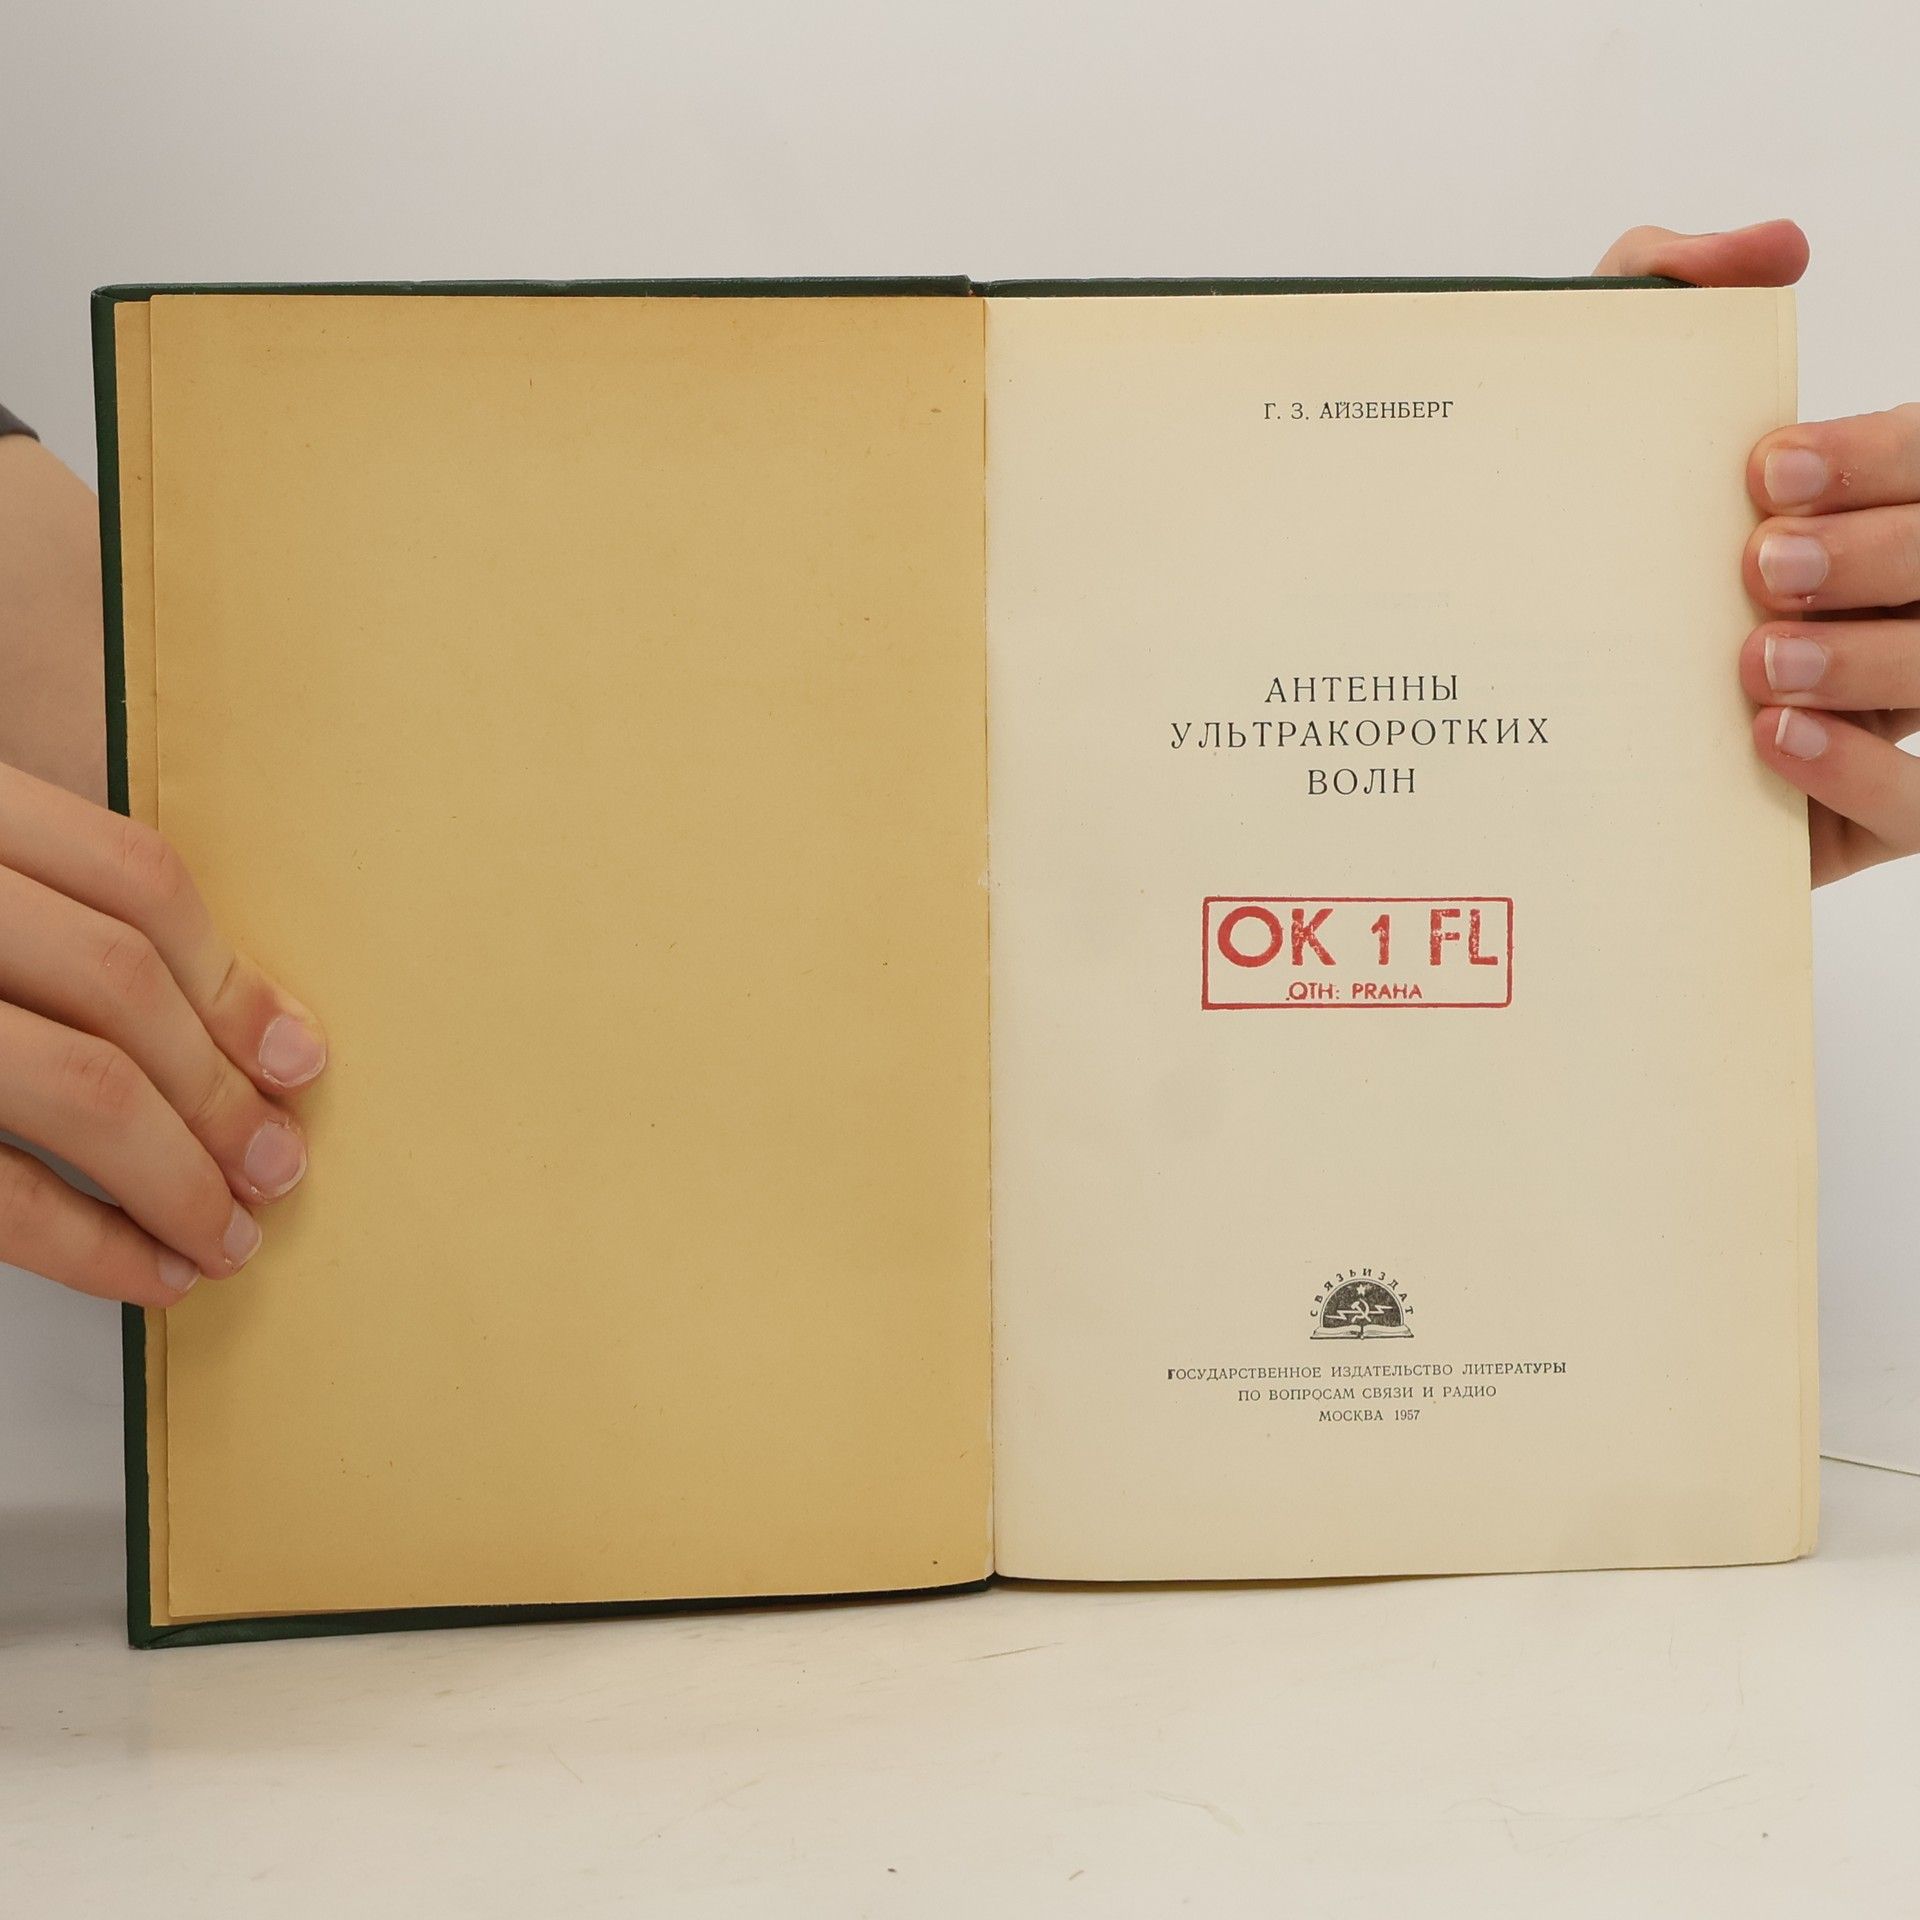 Г. З. АЙЗЕНБЕРГ
АНТЕННЫ
УЛЬТРАКОРОТКИХ
ВОЛН
OK 1 FL
QTH: PRAHA
СВЯЗЬИЗДАТ
ГОСУДАРСТВЕННОЕ ИЗДАТЕЛЬСТВО ЛИТЕРАТУРЫ
ПО ВОПРОСАМ СВЯЗИ И РАДИО
МОСКВА 1957